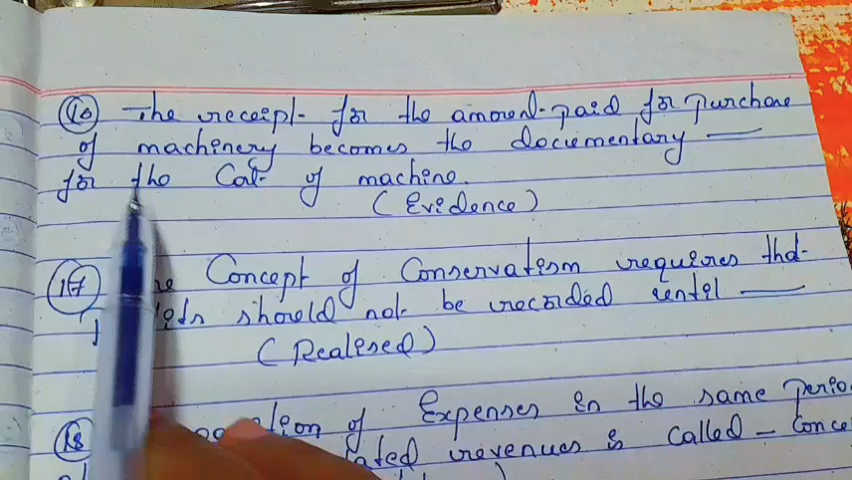 16 The receipt for the amount paid for purchase
of machinery becomes the documentary —
for the Cost of machine.
(Evidence)
17 Concept of Conservatism requires that
should not be recorded until —
(Realised)
18 of Expenses in the same
revenues is called —